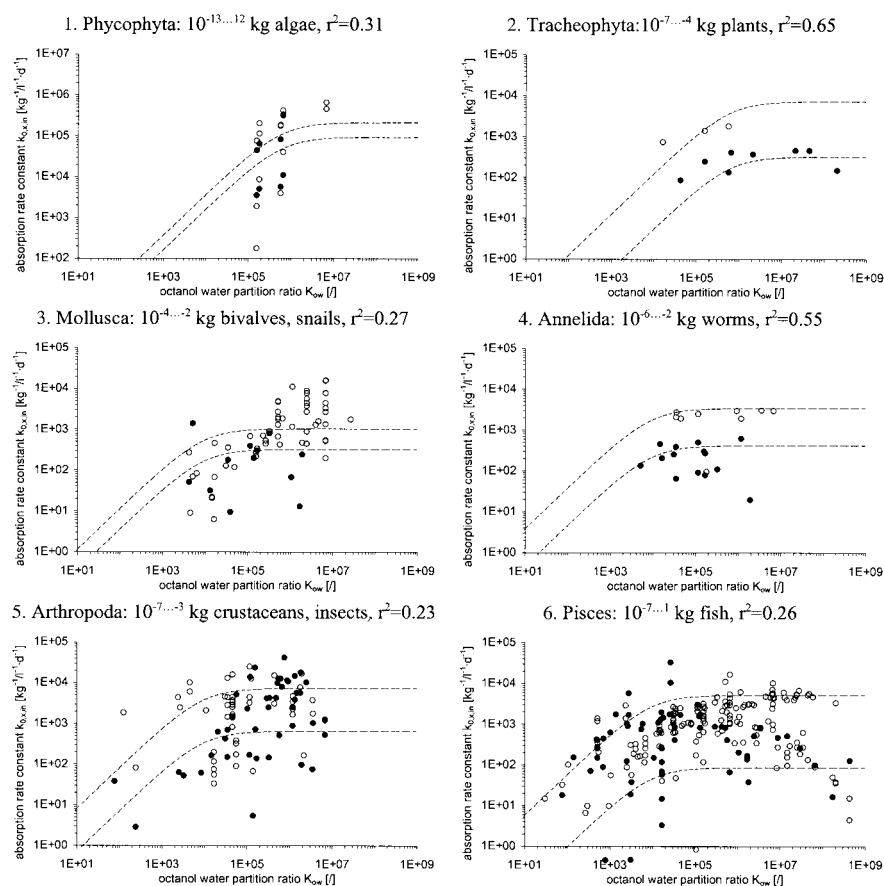 1. Phycophyta: 10^-13...12 kg algae, r²=0.31
absorption rate constant k0,x,in [kg^-1/l^-1·d^-1]
1E+07
1E+06
1E+05
1E+04
1E+03
1E+02
1E+01 1E+03 1E+05 1E+07 1E+09
octanol water partition ratio Kow [/]
2. Tracheophyta:10^-7...-4 kg plants, r²=0.65
absorption rate constant k0,x,in [kg^-1/l^-1·d^-1]
1E+05
1E+04
1E+03
1E+02
1E+01
1E+00
1E+01 1E+03 1E+05 1E+07 1E+09
octanol water partition ratio Kow [/]
3. Mollusca: 10^-4...-2 kg bivalves, snails, r²=0.27
absorption rate constant k0,x,in [kg^-1/l^-1·d^-1]
1E+05
1E+04
1E+03
1E+02
1E+01
1E+00
1E+01 1E+03 1E+05 1E+07 1E+09
octanol water partition ratio Kow [/]
4. Annelida: 10^-6...-2 kg worms, r²=0.55
absorption rate constant k0,x,in [kg^-1/l^-1·d^-1]
1E+05
1E+04
1E+03
1E+02
1E+01
1E+00
1E+01 1E+03 1E+05 1E+07 1E+09
octanol water partition ratio Kow [/]
5. Arthropoda: 10^-7...-3 kg crustaceans, insects, r²=0.23
absorption rate constant k0,x,in [kg^-1/l^-1·d^-1]
1E+05
1E+04
1E+03
1E+02
1E+01
1E+00
1E+01 1E+03 1E+05 1E+07 1E+09
octanol water partition ratio Kow [/]
6. Pisces: 10^-7...1 kg fish, r²=0.26
absorption rate constant k0,x,in [kg^-1/l^-1·d^-1]
1E+05
1E+04
1E+03
1E+02
1E+01
1E+00
1E+01 1E+03 1E+05 1E+07 1E+09
octanol water partition ratio Kow [/]